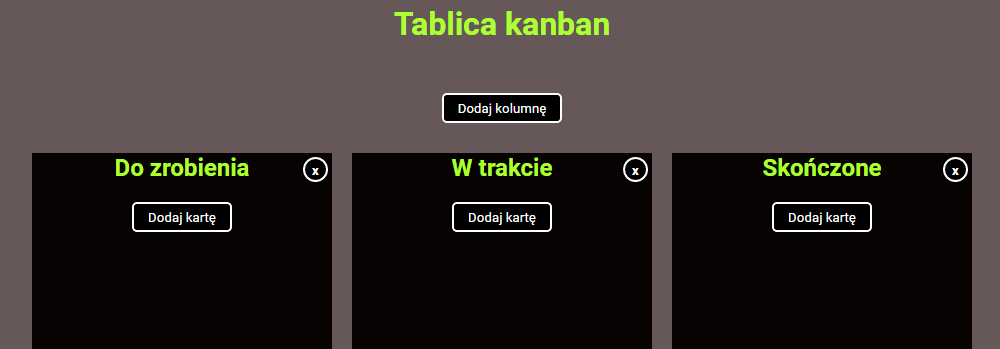 Tablica kanban
Dodaj kolumnę
Do zrobienia
x
W trakcie
x
Skończone
x
Dodaj kartę
Dodaj kartę
Dodaj kartę